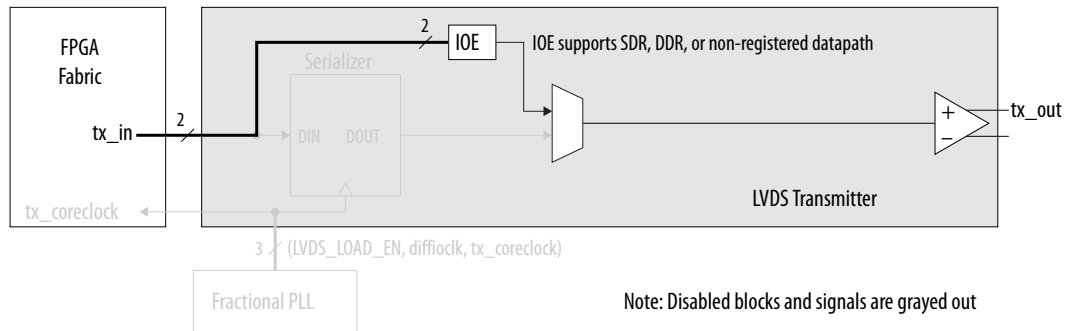 FPGA
Fabric
tx_in
2
2
IOE
IOE supports SDR, DDR, or non-registered datapath
Serializer
DIN DOUT
+
−
tx_out
LVDS Transmitter
tx_coreclock
3 (LVDS_LOAD_EN, diffioclk, tx_coreclock)
Fractional PLL
Note: Disabled blocks and signals are grayed out